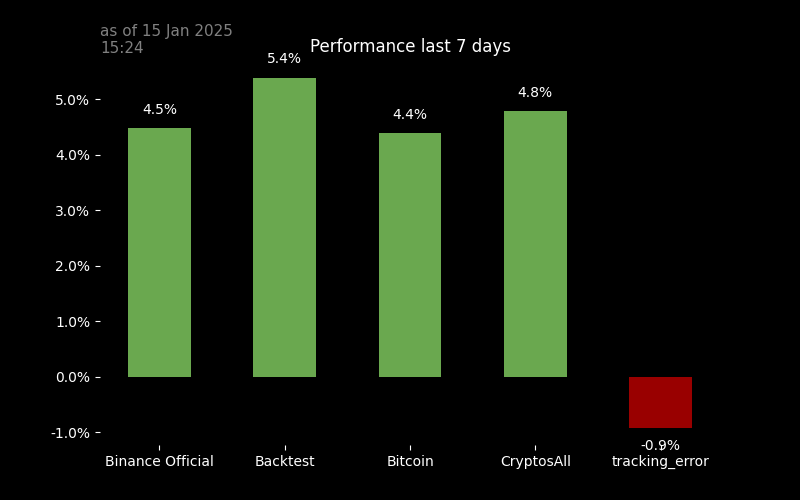 as of 15 Jan 2025
15:24
Performance last 7 days
5.4%
4.8%
4.5%
4.4%
-0.9%
5.0%
4.0%
3.0%
2.0%
1.0%
0.0%
-1.0%
Binance Official
Backtest
Bitcoin
CryptosAll
tracking_error